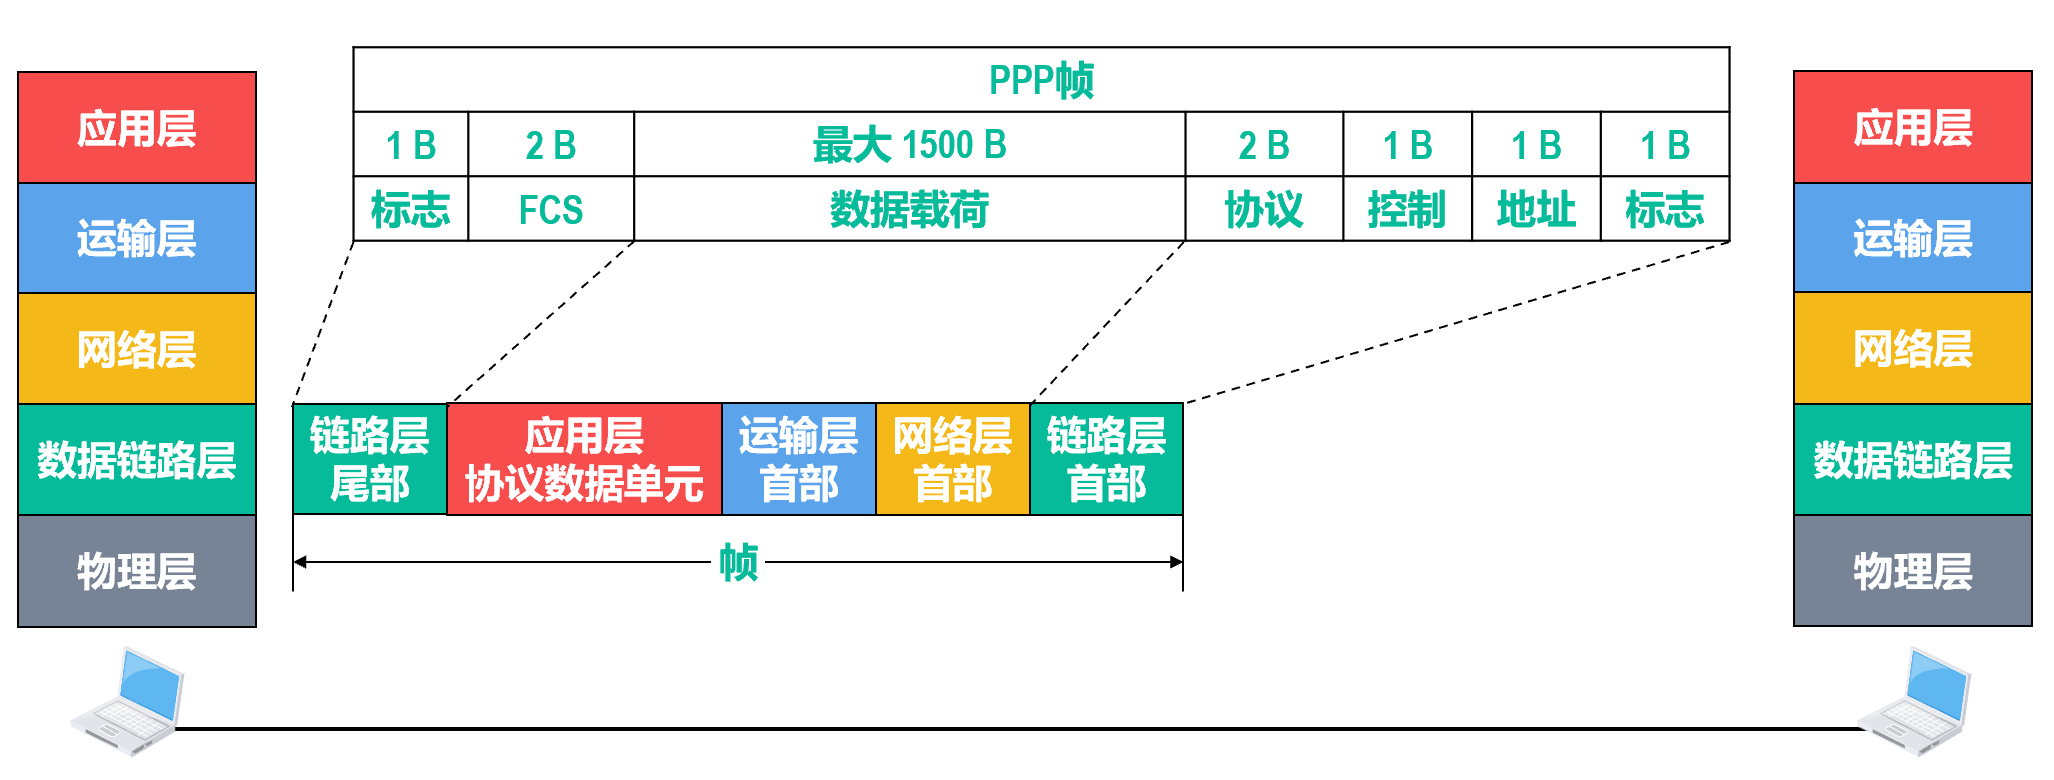 应用层
运输层
网络层
数据链路层
物理层
PPP帧
1 B 2 B 最大 1500 B 2 B 1 B 1 B 1 B
标志 FCS 数据载荷 协议 控制 地址 标志
链路层
尾部
应用层
协议数据单元
运输层
首部
网络层
首部
链路层
首部
帧
应用层
运输层
网络层
数据链路层
物理层